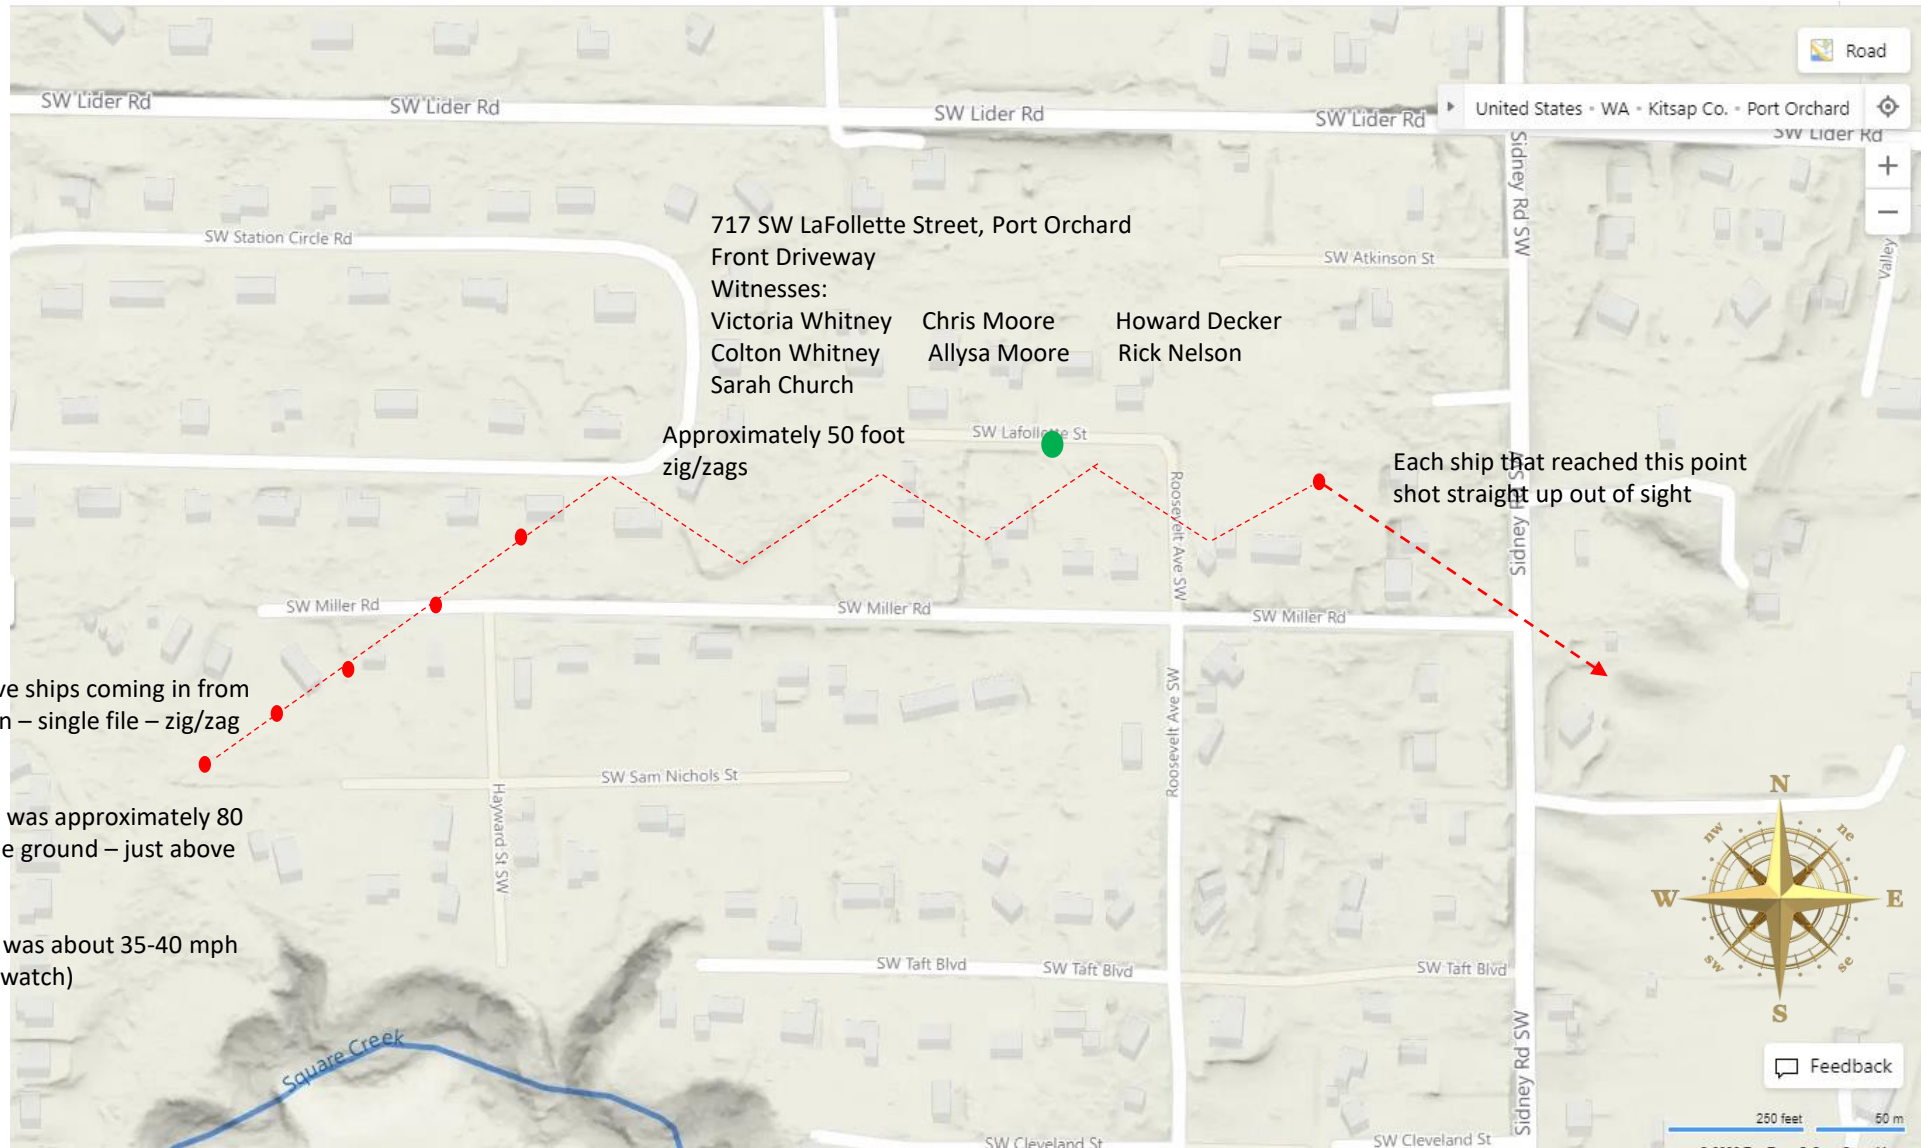 Road
United States · WA · Kitsap Co. · Port Orchard
SW Lider Rd
SW Lider Rd
SW Lider Rd
SW Lider Rd
SW Lider Rd
Sidney Rd SW
+
−
Valley
717 SW LaFollette Street, Port Orchard
Front Driveway
Witnesses:
Victoria Whitney Chris Moore Howard Decker
Colton Whitney Allysa Moore Rick Nelson
Sarah Church
SW Station Circle Rd
SW Atkinson St
Approximately 50 foot
zig/zags
SW Lafollette St
Each ship that reached this point
shot straight up out of sight
Roosevelt Ave SW
Sidney Rd SW
SW Miller Rd
SW Miller Rd
SW Miller Rd
ve ships coming in from
n – single file – zig/zag
Roosevelt Ave SW
SW Sam Nichols St
Hayward St SW
was approximately 80
e ground – just above
was about 35-40 mph
watch)
N
nw
ne
W
E
sw
se
S
SW Taft Blvd
SW Taft Blvd
SW Taft Blvd
Square Creek
Sidney Rd SW
Feedback
250 feet
50 m
SW Cleveland St
SW Cleveland St